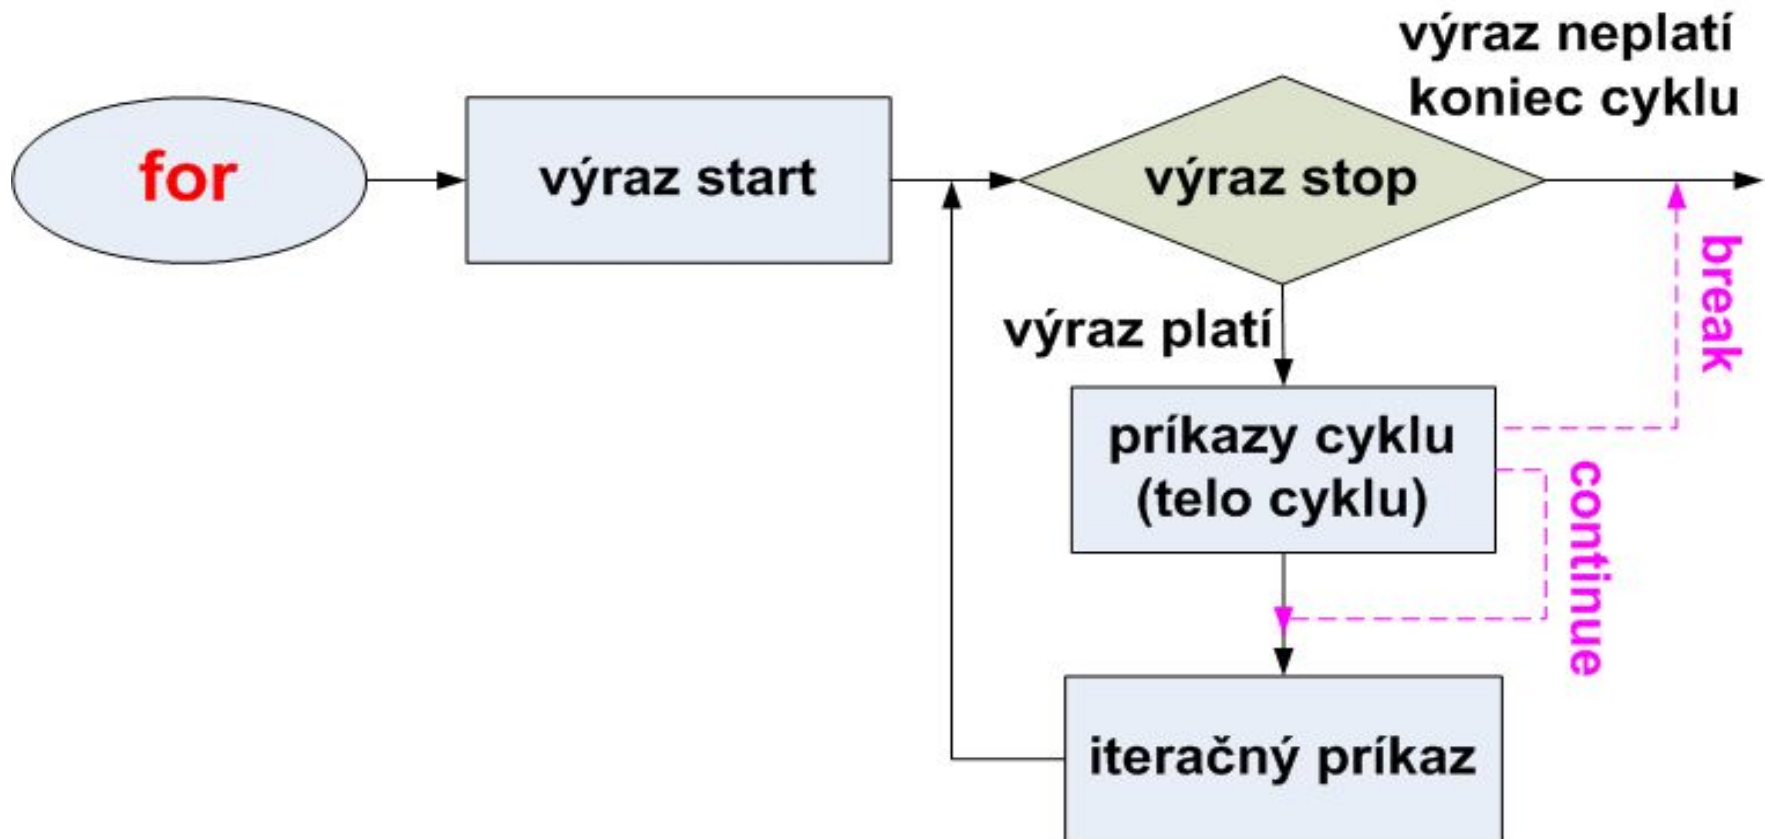 výraz neplatí
koniec cyklu
for
výraz start
výraz stop
break
výraz platí
príkazy cyklu
(telo cyklu)
continue
iteračný príkaz